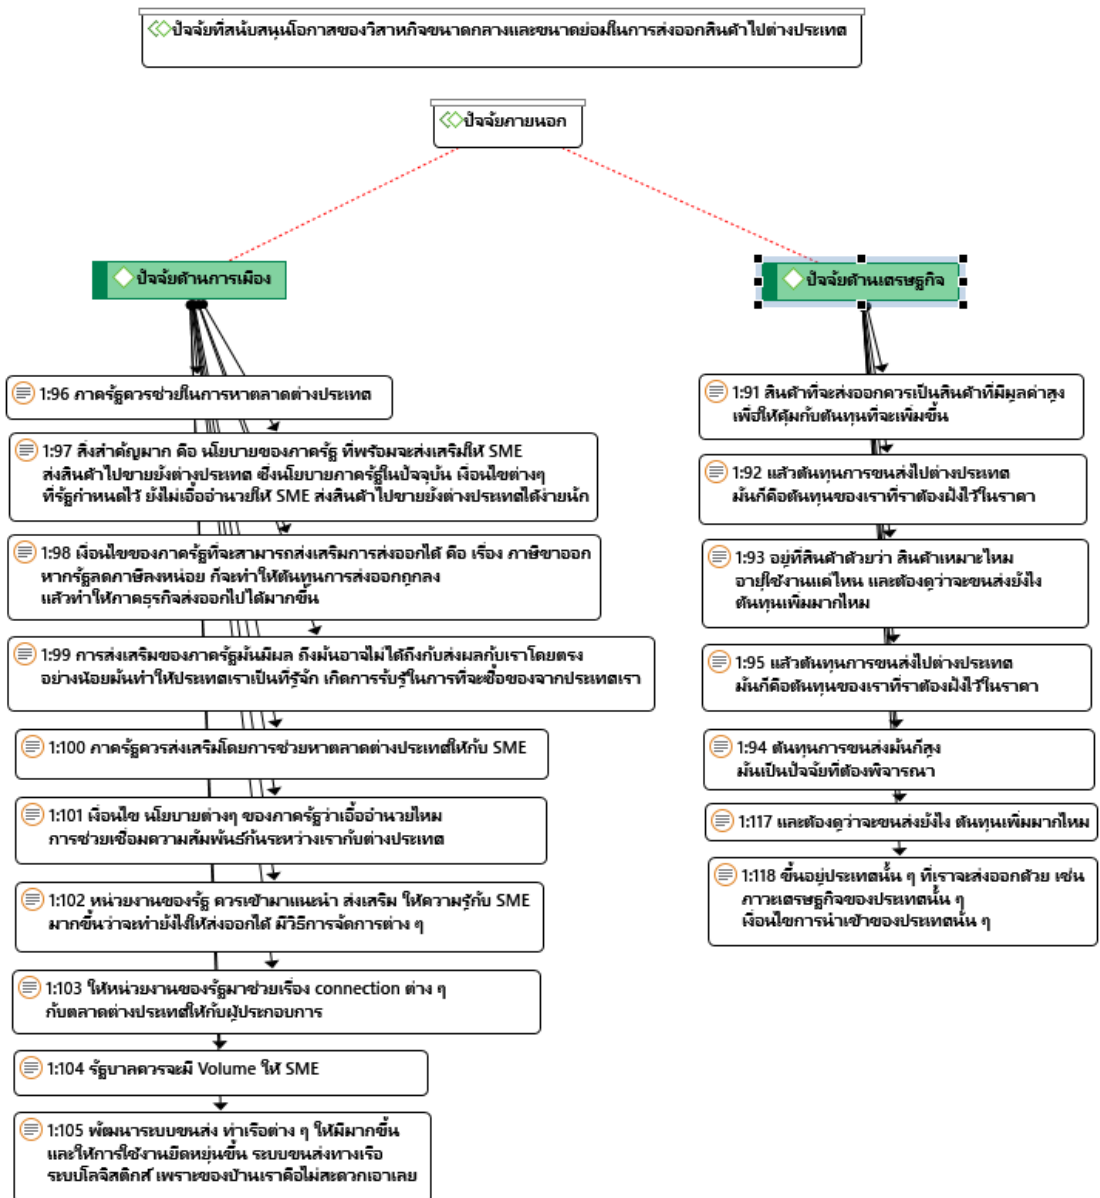 ปัจจัยที่สนับสนุนโอกาสของวิสาหกิจขนาดกลางและขนาดย่อมในการส่งออกสินค้าไปต่างประเทศ
ปัจจัยภายนอก
ปัจจัยด้านการเมือง
1:96 ภาครัฐควรช่วยในการหาตลาดต่างประเทศ
1:97 สิ่งสำคัญมาก คือ นโยบายของภาครัฐ ที่พร้อมจะส่งเสริมให้ SME
ส่งสินค้าไปขายยังต่างประเทศ ซึ่งนโยบายภาครัฐในปัจจุบัน เงื่อนไขต่างๆ
ที่รัฐกำหนดไว้ ยังไม่เอื้ออำนวยให้ SME ส่งสินค้าไปขายยังต่างประเทศได้ง่ายนัก
1:98 เงื่อนไขของภาครัฐที่จะสามารถส่งเสริมการส่งออกได้ คือ เรื่อง ภาษีขาออก
หากรัฐลดภาษีลงหน่อย ก็จะทำให้ต้นทุนการส่งออกถูกลง
แล้วทำให้ภาคธุรกิจส่งออกไปได้มากขึ้น
1:99 การส่งเสริมของภาครัฐมันมีผล ถึงมันอาจไม่ได้ถึงกับส่งผลกับเราโดยตรง
อย่างน้อยมันทำให้ประเทศเราเป็นที่รู้จัก เกิดการรับรู้ในการที่จะซื้อของจากประเทศเรา
1:100 ภาครัฐควรส่งเสริมโดยการช่วยหาตลาดต่างประเทศให้กับ SME
1:101 เงื่อนไข นโยบายต่างๆ ของภาครัฐว่าเอื้ออำนวยไหม
การช่วยเชื่อมความสัมพันธ์กันระหว่างเรากับต่างประเทศ
1:102 หน่วยงานของรัฐ ควรเข้ามาแนะนำ ส่งเสริม ให้ความรู้กับ SME
มากขึ้นว่าจะทำยังไงให้ส่งออกได้ มีวิธีการจัดการต่าง ๆ
1:103 ให้หน่วยงานของรัฐมาช่วยเรื่อง connection ต่าง ๆ
กับตลาดต่างประเทศให้กับผู้ประกอบการ
1:104 รัฐบาลควรจะมี Volume ให้ SME
1:105 พัฒนาระบบขนส่ง ท่าเรือต่าง ๆ ให้มีมากขึ้น
และให้การใช้งานยืดหยุ่นขึ้น ระบบขนส่งทางเรือ
ระบบโลจิสติกส์ เพราะของบ้านเราคือไม่สะดวกเอาเลย
ปัจจัยด้านเศรษฐกิจ
1:91 สินค้าที่จะส่งออกควรเป็นสินค้าที่มีมูลค่าสูง
เพื่อให้คุ้มกับต้นทุนที่จะเพิ่มขึ้น
1:92 แล้วต้นทุนการขนส่งไปต่างประเทศ
มันก็คือต้นทุนของเราที่ราต้องฝังไว้ในราคา
1:93 อยู่ที่สินค้าด้วยว่า สินค้าเหมาะไหม
อายุใช้งานแค่ไหน และต้องดูว่าจะขนส่งยังไง
ต้นทุนเพิ่มมากไหม
1:95 แล้วต้นทุนการขนส่งไปต่างประเทศ
มันก็คือต้นทุนของเราที่ราต้องฝังไว้ในราคา
1:94 ต้นทุนการขนส่งมันก็สูง
มันเป็นปัจจัยที่ต้องพิจารณา
1:117 และต้องดูว่าจะขนส่งยังไง ต้นทุนเพิ่มมากไหม
1:118 ขึ้นอยู่ประเทศนั้น ๆ ที่เราจะส่งออกด้วย เช่น
ภาวะเศรษฐกิจของประเทศนั้น ๆ
เงื่อนไขการนำเข้าของประเทศนั้น ๆ